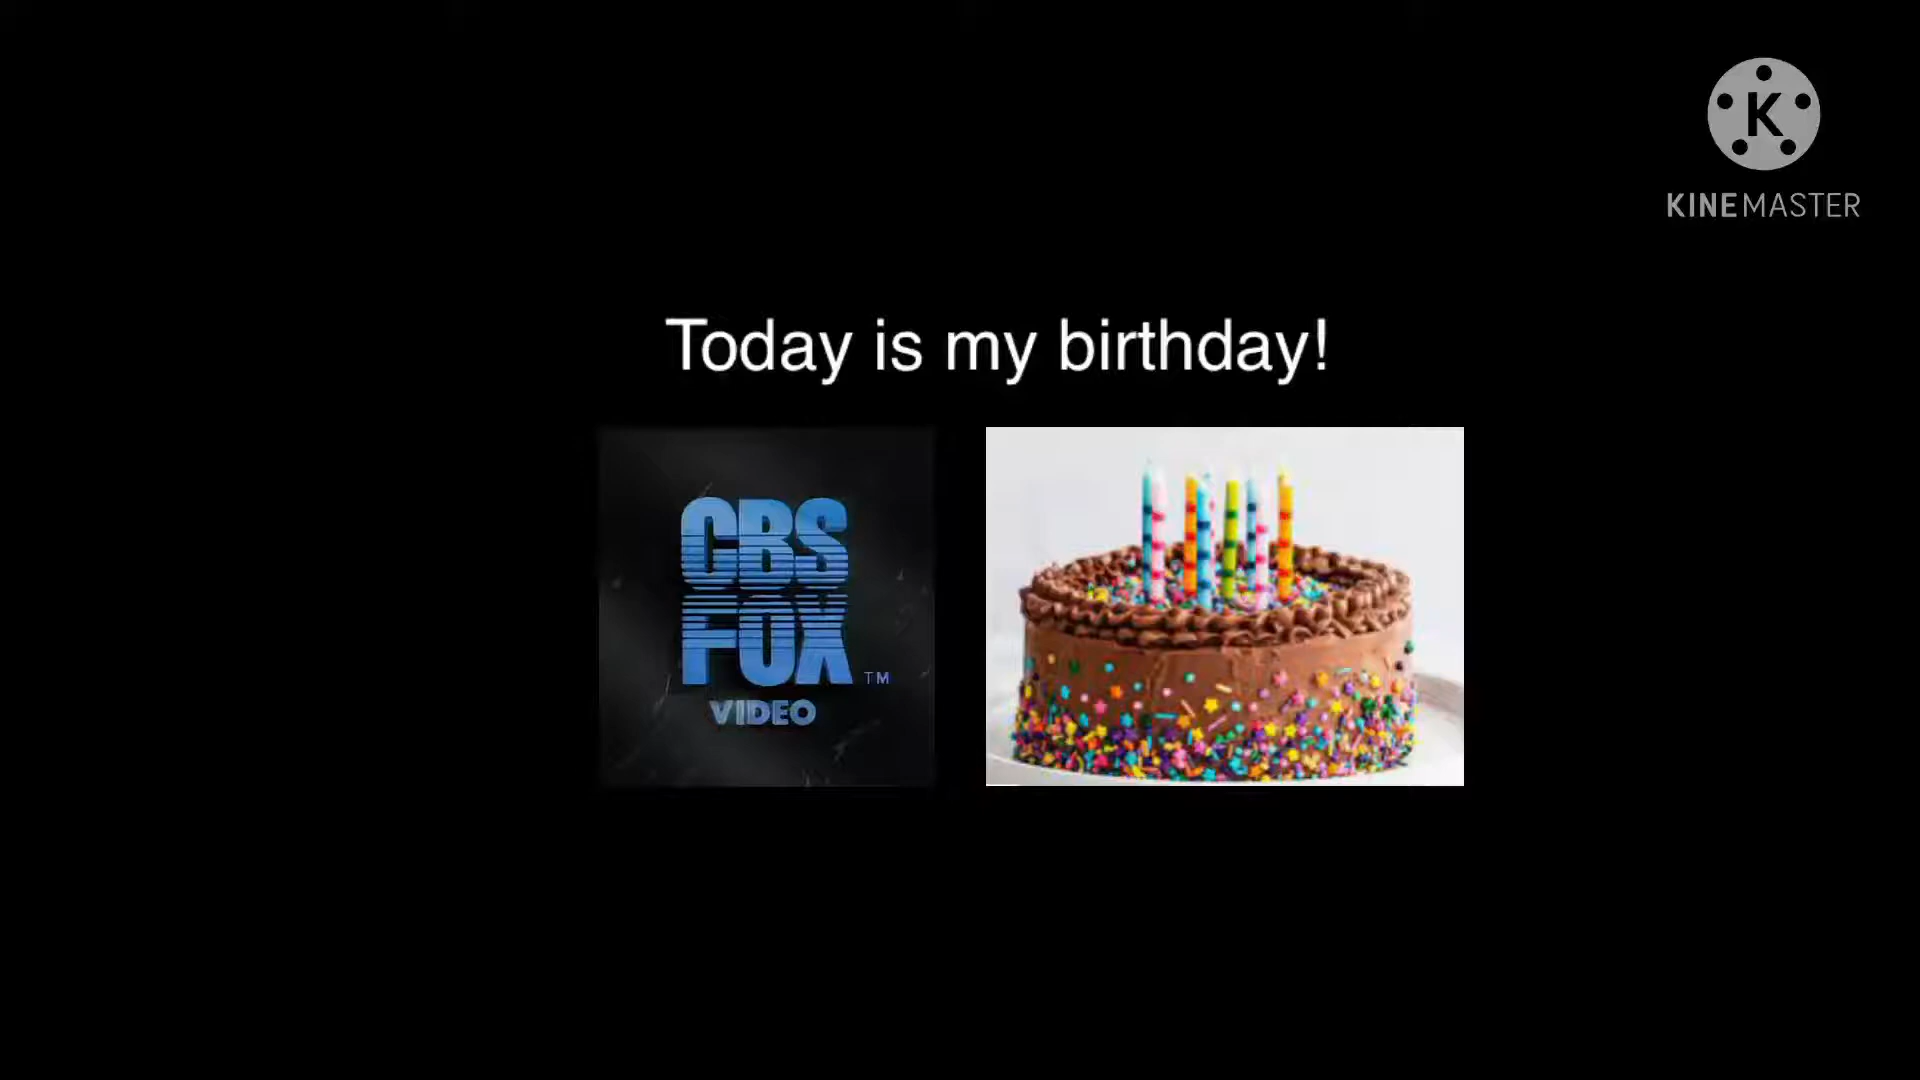 K
KINEMASTER
Today is my birthday!
CBS
FOX TM
VIDEO